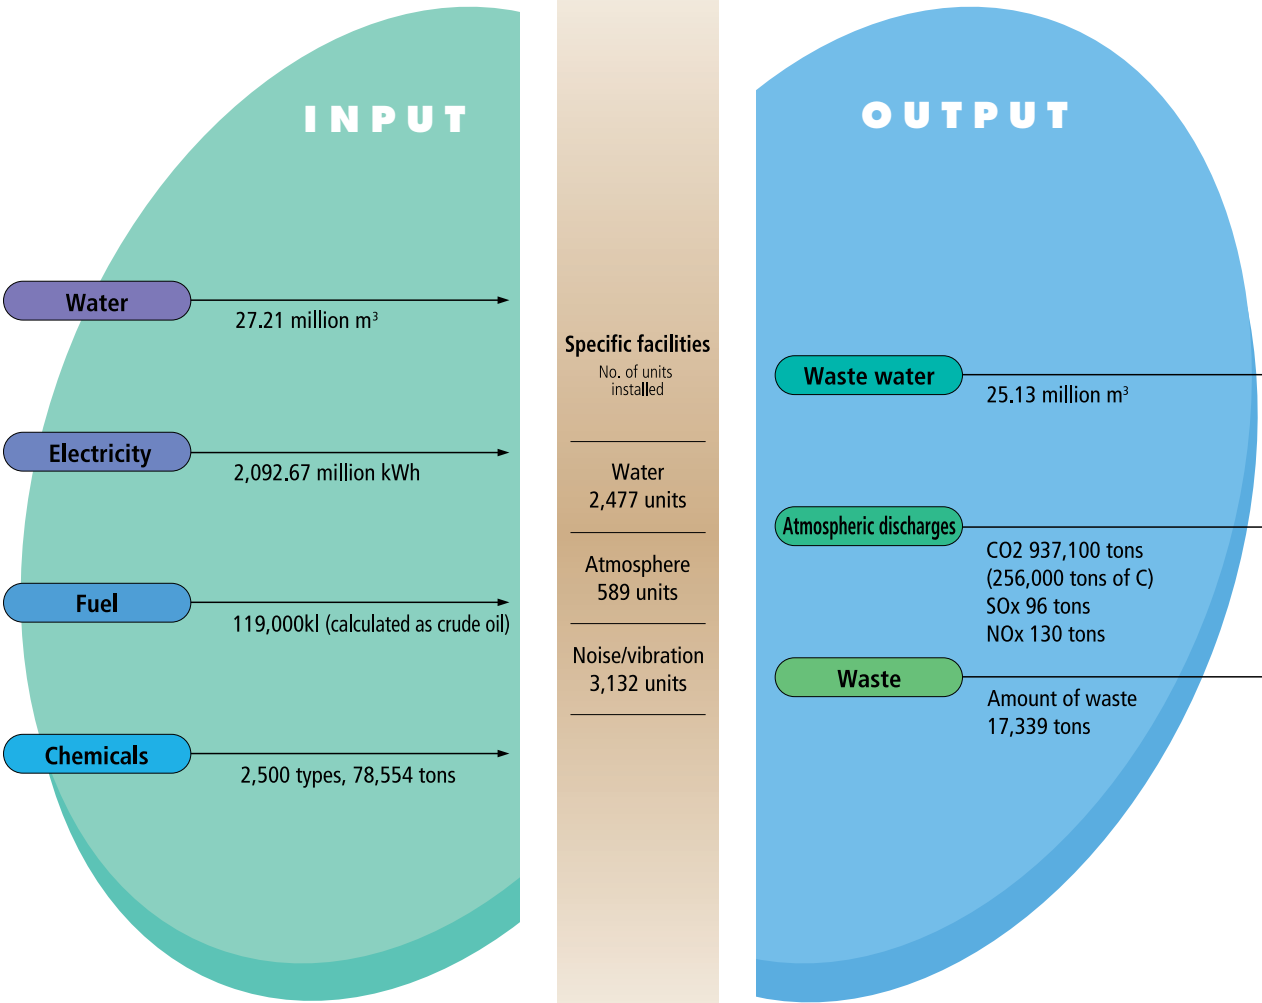 INPUT
Water
27.21 million m³
Electricity
2,092.67 million kWh
Fuel
119,000kl (calculated as crude oil)
Chemicals
2,500 types, 78,554 tons
Specific facilities
No. of units
installed
Water
2,477 units
Atmosphere
589 units
Noise/vibration
3,132 units
OUTPUT
Waste water
25.13 million m³
Atmospheric discharges
CO2 937,100 tons
(256,000 tons of C)
SOx 96 tons
NOx 130 tons
Waste
Amount of waste
17,339 tons